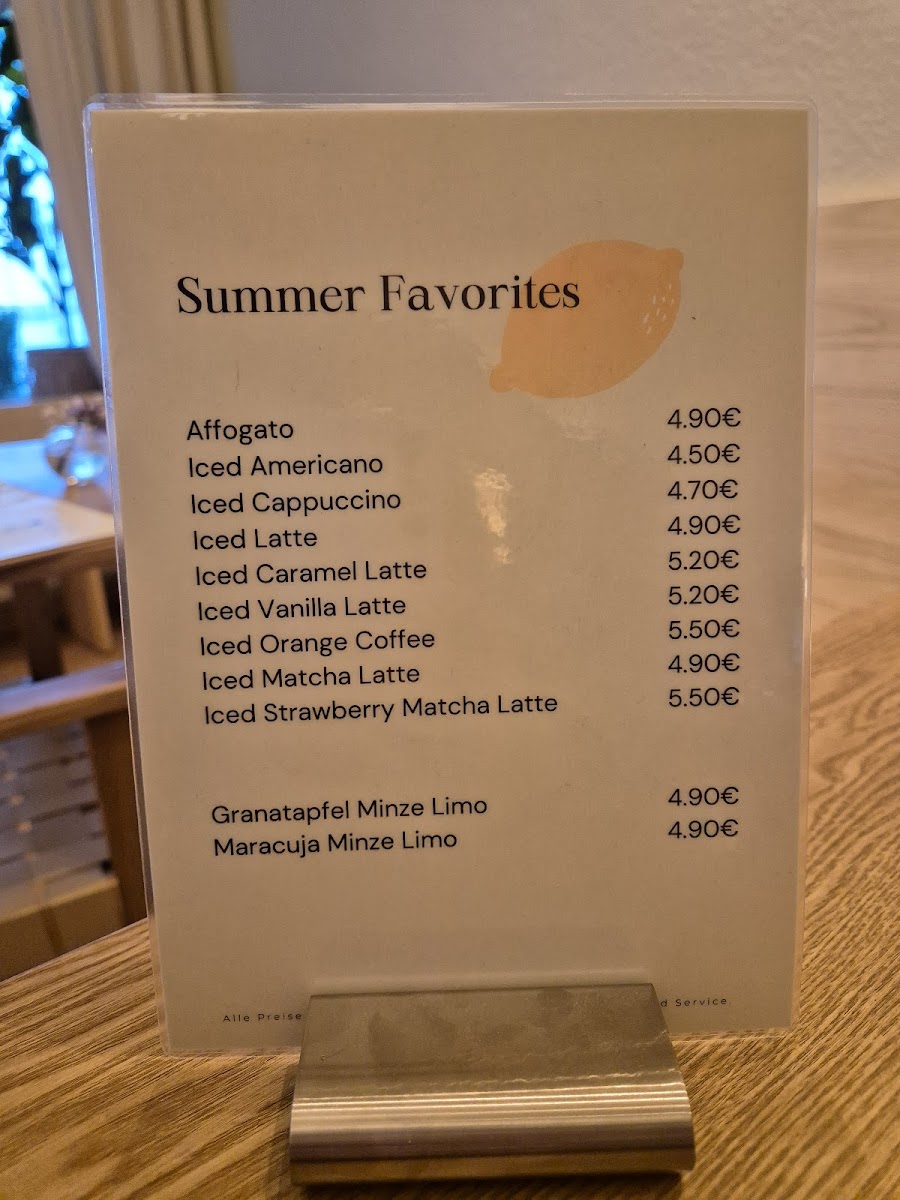 Summer Favorites
Affogato 4.90€
Iced Americano 4.50€
Iced Cappuccino 4.70€
Iced Latte 4.90€
Iced Caramel Latte 5.20€
Iced Vanilla Latte 5.20€
Iced Orange Coffee 5.50€
Iced Matcha Latte 4.90€
Iced Strawberry Matcha Latte 5.50€
Granatapfel Minze Limo 4.90€
Maracuja Minze Limo 4.90€
Alle Preise Service.